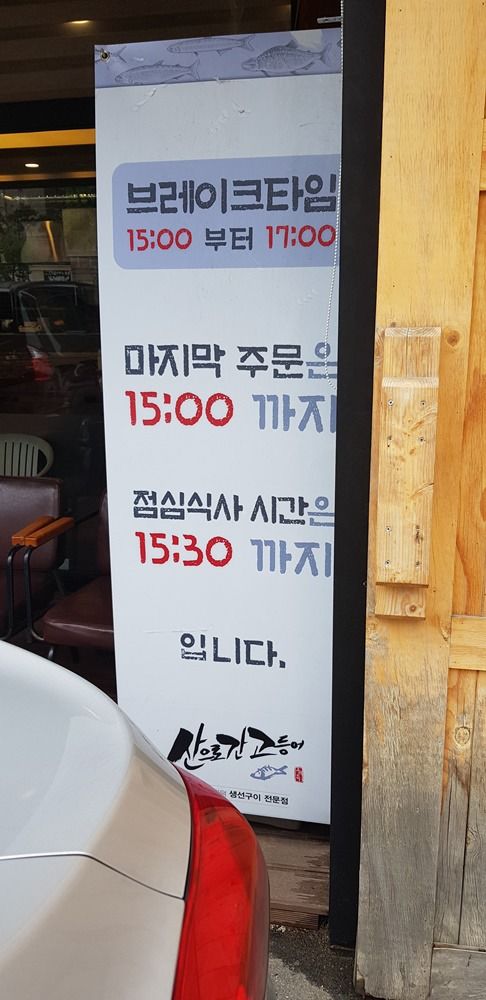 브레이크타임
15:00 부터 17:00
마지막 주문은
15:00 까지
점심식사 시간은
15:30 까지
입니다.
산으로간고등어
생선구이 전문점